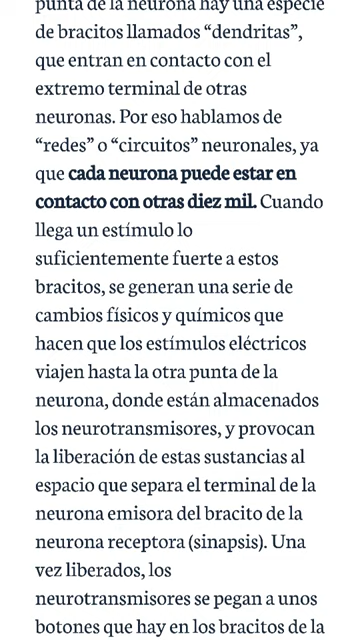 punta de la neurona hay una especie
de bracitos llamados “dendritas”,
que entran en contacto con el
extremo terminal de otras
neuronas. Por eso hablamos de
“redes” o “circuitos” neuronales, ya
que cada neurona puede estar en
contacto con otras diez mil. Cuando
llega un estímulo lo
suficientemente fuerte a estos
bracitos, se generan una serie de
cambios físicos y químicos que
hacen que los estímulos eléctricos
viajen hasta la otra punta de la
neurona, donde están almacenados
los neurotransmisores, y provocan
la liberación de estas sustancias al
espacio que separa el terminal de la
neurona emisora del bracito de la
neurona receptora (sinapsis). Una
vez liberados, los
neurotransmisores se pegan a unos
botones que hay en los bracitos de la